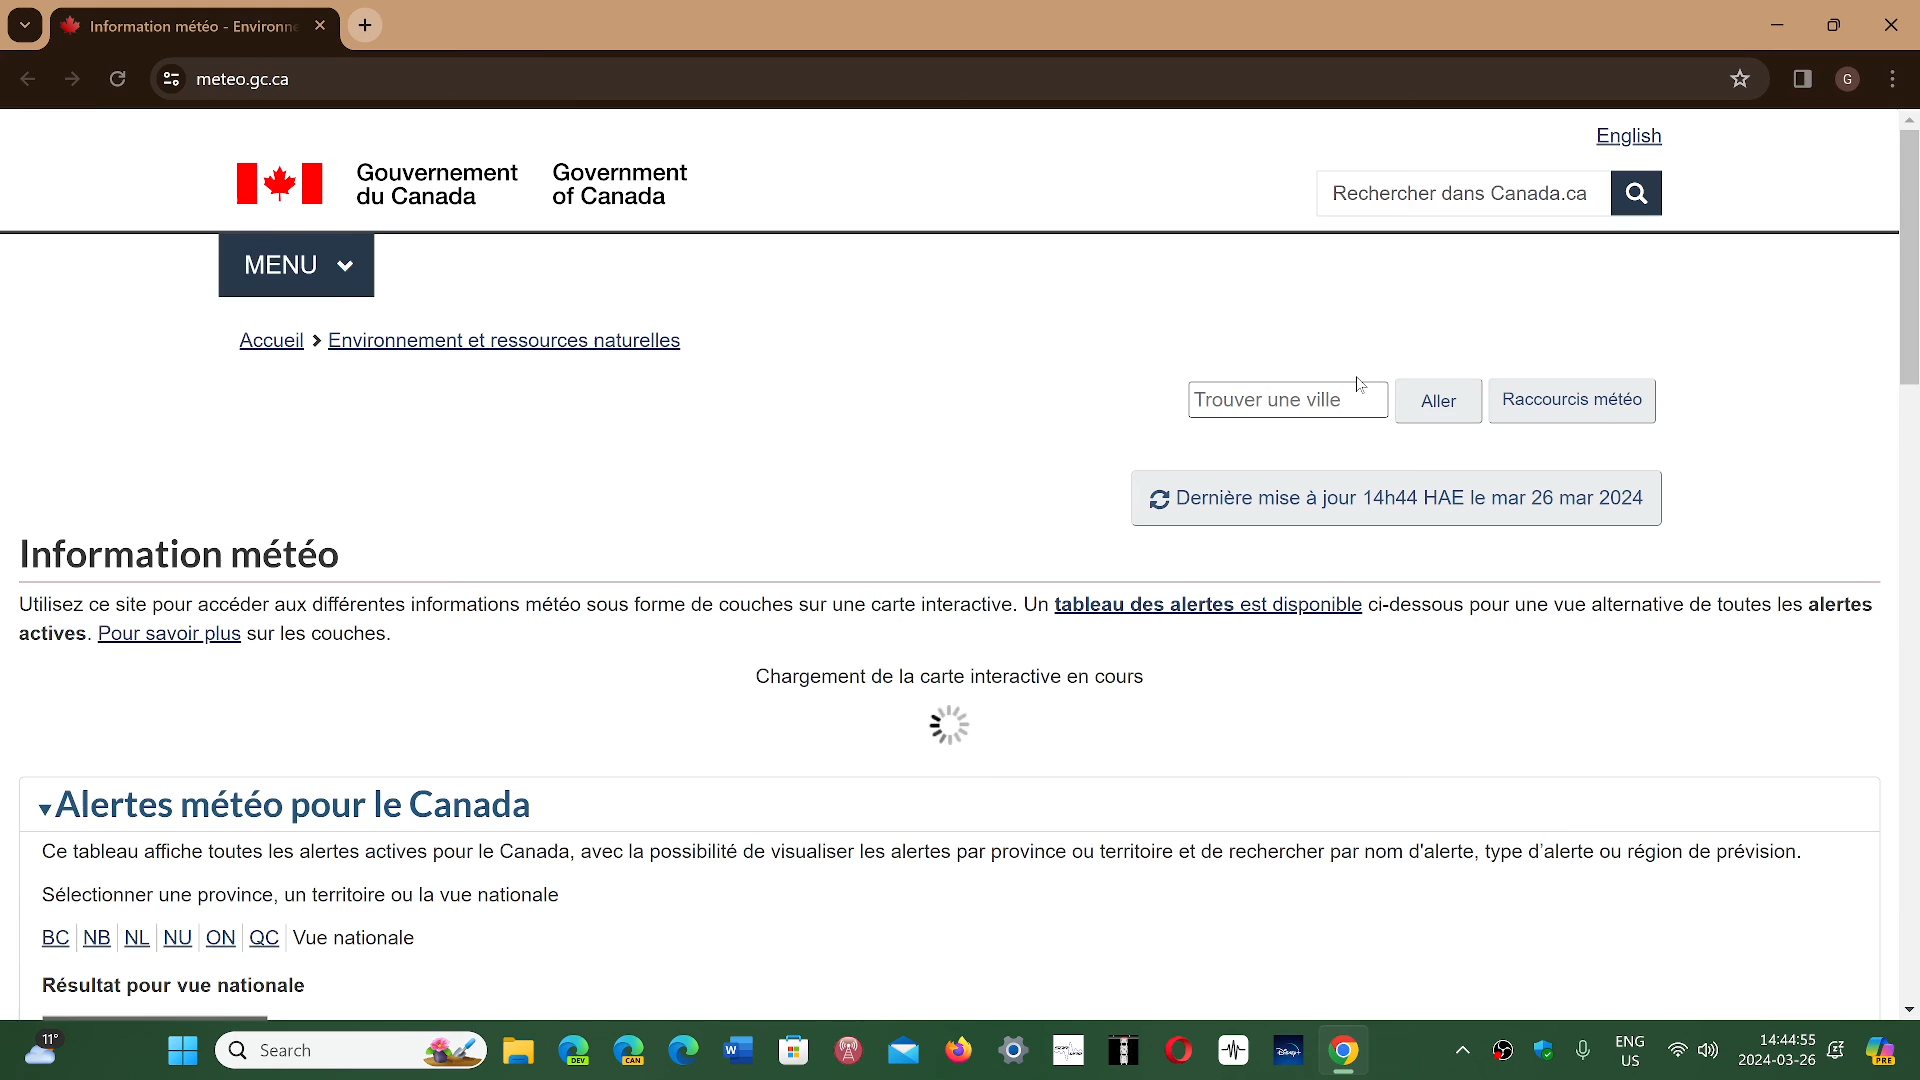 Information météo - Environne
meteo.gc.ca
G
English
Gouvernement
du Canada
Government
of Canada
Rechercher dans Canada.ca
MENU
Accueil > Environnement et ressources naturelles
Trouver une ville
Aller
Raccourcis météo
Dernière mise à jour 14h44 HAE le mar 26 mar 2024
Information météo
Utilisez ce site pour accéder aux différentes informations météo sous forme de couches sur une carte interactive. Un tableau des alertes est disponible ci-dessous pour une vue alternative de toutes les alertes
actives. Pour savoir plus sur les couches.
Chargement de la carte interactive en cours
Alertes météo pour le Canada
Ce tableau affiche toutes les alertes actives pour le Canada, avec la possibilité de visualiser les alertes par province ou territoire et de rechercher par nom d'alerte, type d'alerte ou région de prévision.
Sélectionner une province, un territoire ou la vue nationale
BC NB NL NU ON QC Vue nationale
Résultat pour vue nationale
11°
Search
DEV
CAN
W
Disney+
ENG
US
14:44:55
2024-03-26
PRE